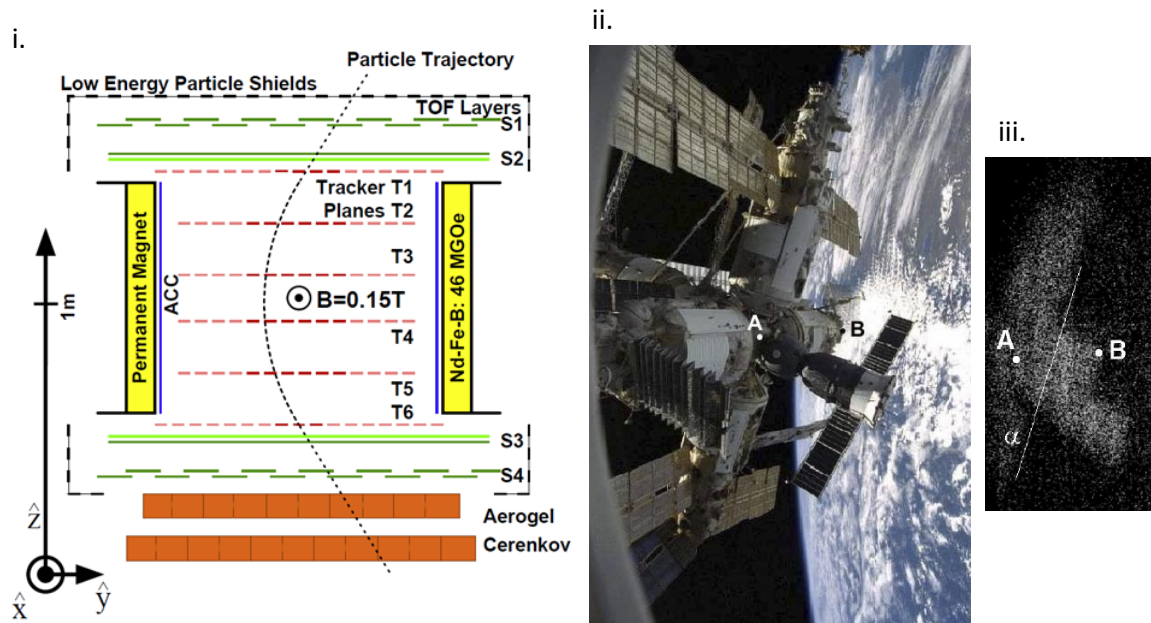 i.
Particle Trajectory
Low Energy Particle Shields
TOF Layers
S1
S2
Tracker T1
Planes T2
T3
B=0.15T
T4
T5
T6
S3
S4
Aerogel
Cerenkov
1m
Permanent Magnet
ACC
Nd-Fe-B: 46 MGOe
ẑ
ŷ
x̂
ii.
A
B
iii.
A
B
α